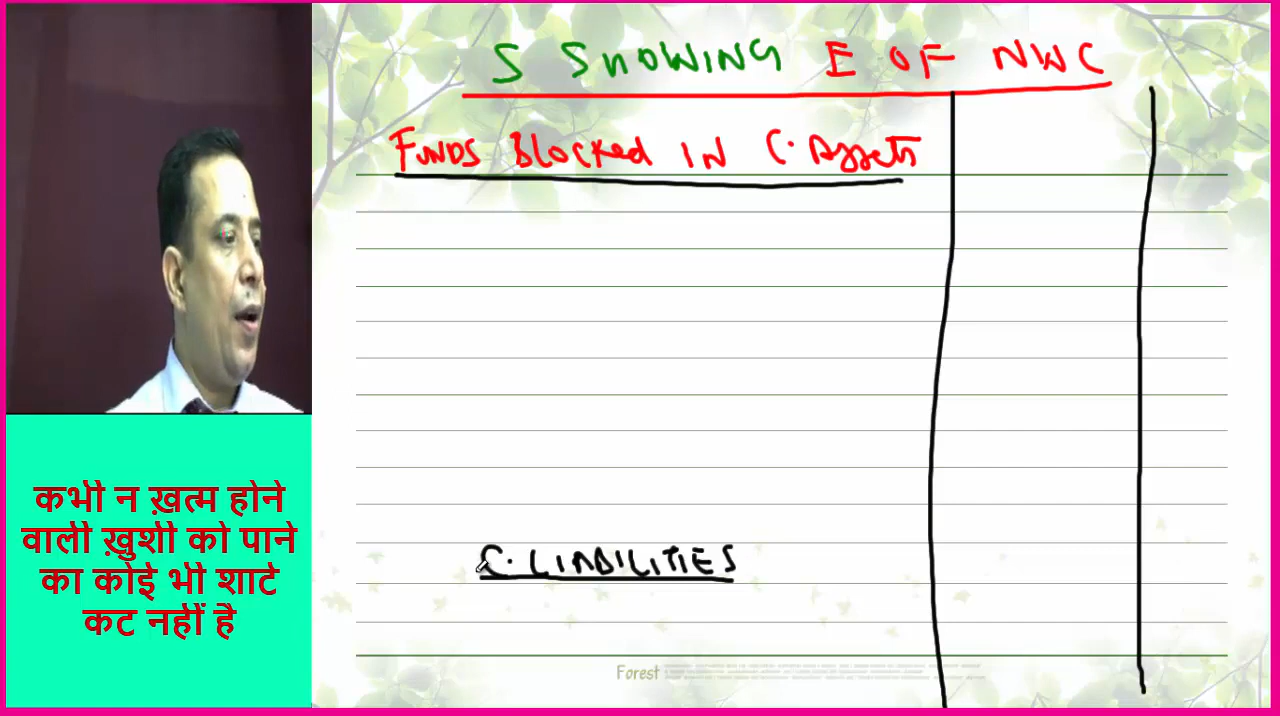 S SHOWING E OF NWC
FUNDS Blocked IN C. Assets
C. LIABILITIES
कभी न ख़त्म होने
वाली ख़ुशी को पाने
का कोई भी शार्ट
कट नहीं है
Forest